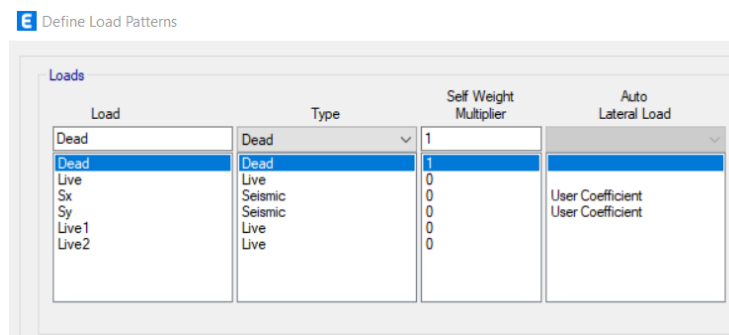 E Define Load Patterns
Loads
Load Type Self Weight Multiplier Auto Lateral Load
Dead Dead 1
Dead Dead 1
Live Live 0
Sx Seismic 0 User Coefficient
Sy Seismic 0 User Coefficient
Live1 Live 0
Live2 Live 0